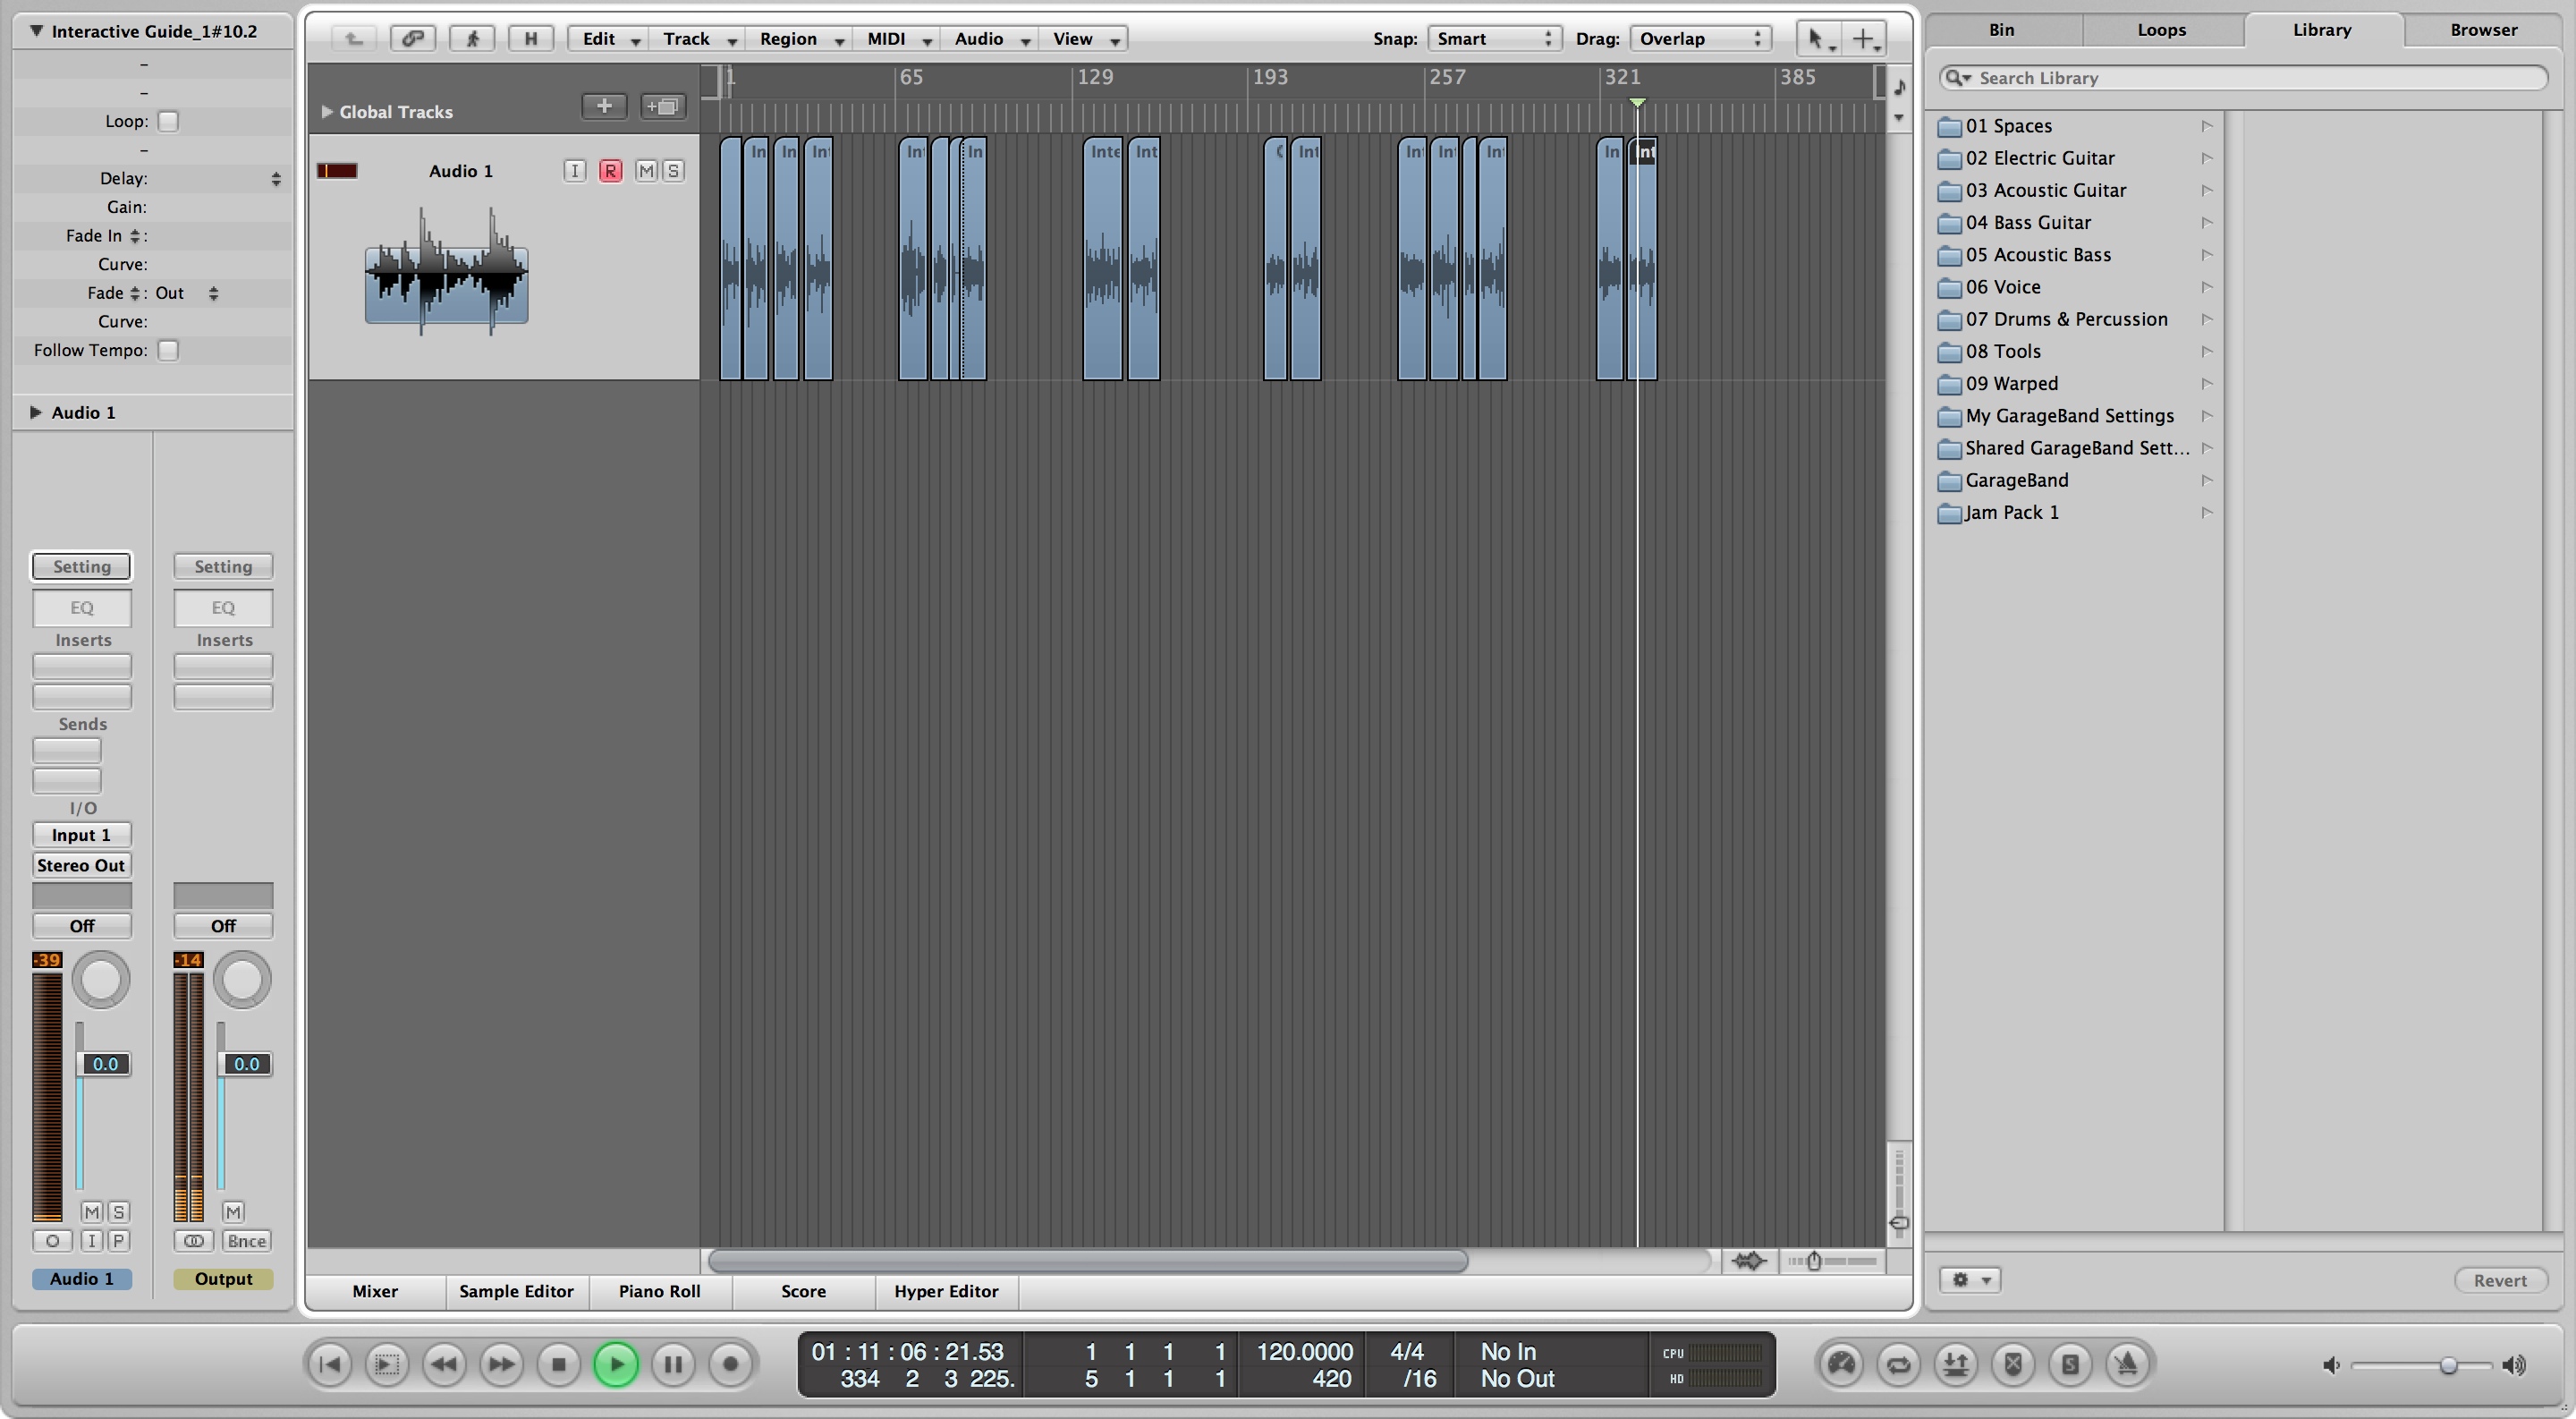 Interactive Guide_1#10.2
–
–
Loop:
–
Delay:
Gain:
Fade In :
Curve:
Fade : Out
Curve:
Follow Tempo:
Audio 1
Setting Setting
EQ EQ
Inserts Inserts
Sends
I/O
Input 1
Stereo Out
Off Off
-39 -14
0.0 0.0
M S M
I P Bnce
Audio 1 Output
H Edit Track Region MIDI Audio View Snap: Smart Drag: Overlap
1 65 129 193 257 321 385
Global Tracks
Audio 1 I R M S
In In Int Int In Inte Int Int Int Int Int In Int
Mixer Sample Editor Piano Roll Score Hyper Editor
Bin Loops Library Browser
Search Library
01 Spaces
02 Electric Guitar
03 Acoustic Guitar
04 Bass Guitar
05 Acoustic Bass
06 Voice
07 Drums & Percussion
08 Tools
09 Warped
My GarageBand Settings
Shared GarageBand Sett...
GarageBand
Jam Pack 1
Revert
01 : 11 : 06 : 21.53 1 1 1 1 120.0000 4/4 No In CPU
334 2 3 225. 5 1 1 1 420 /16 No Out HD
S